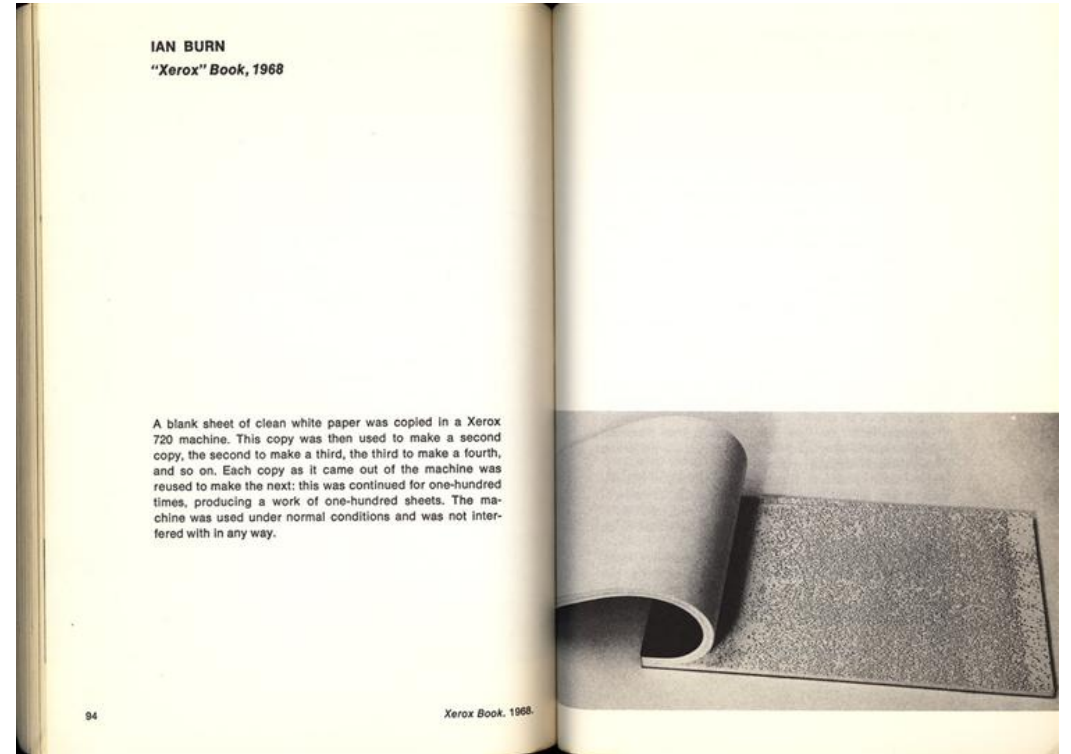 IAN BURN
“Xerox” Book, 1968
A blank sheet of clean white paper was copied in a Xerox
720 machine. This copy was then used to make a second
copy, the second to make a third, the third to make a fourth,
and so on. Each copy as it came out of the machine was
reused to make the next: this was continued for one-hundred
times, producing a work of one-hundred sheets. The ma-
chine was used under normal conditions and was not inter-
fered with in any way.
94
Xerox Book. 1968.